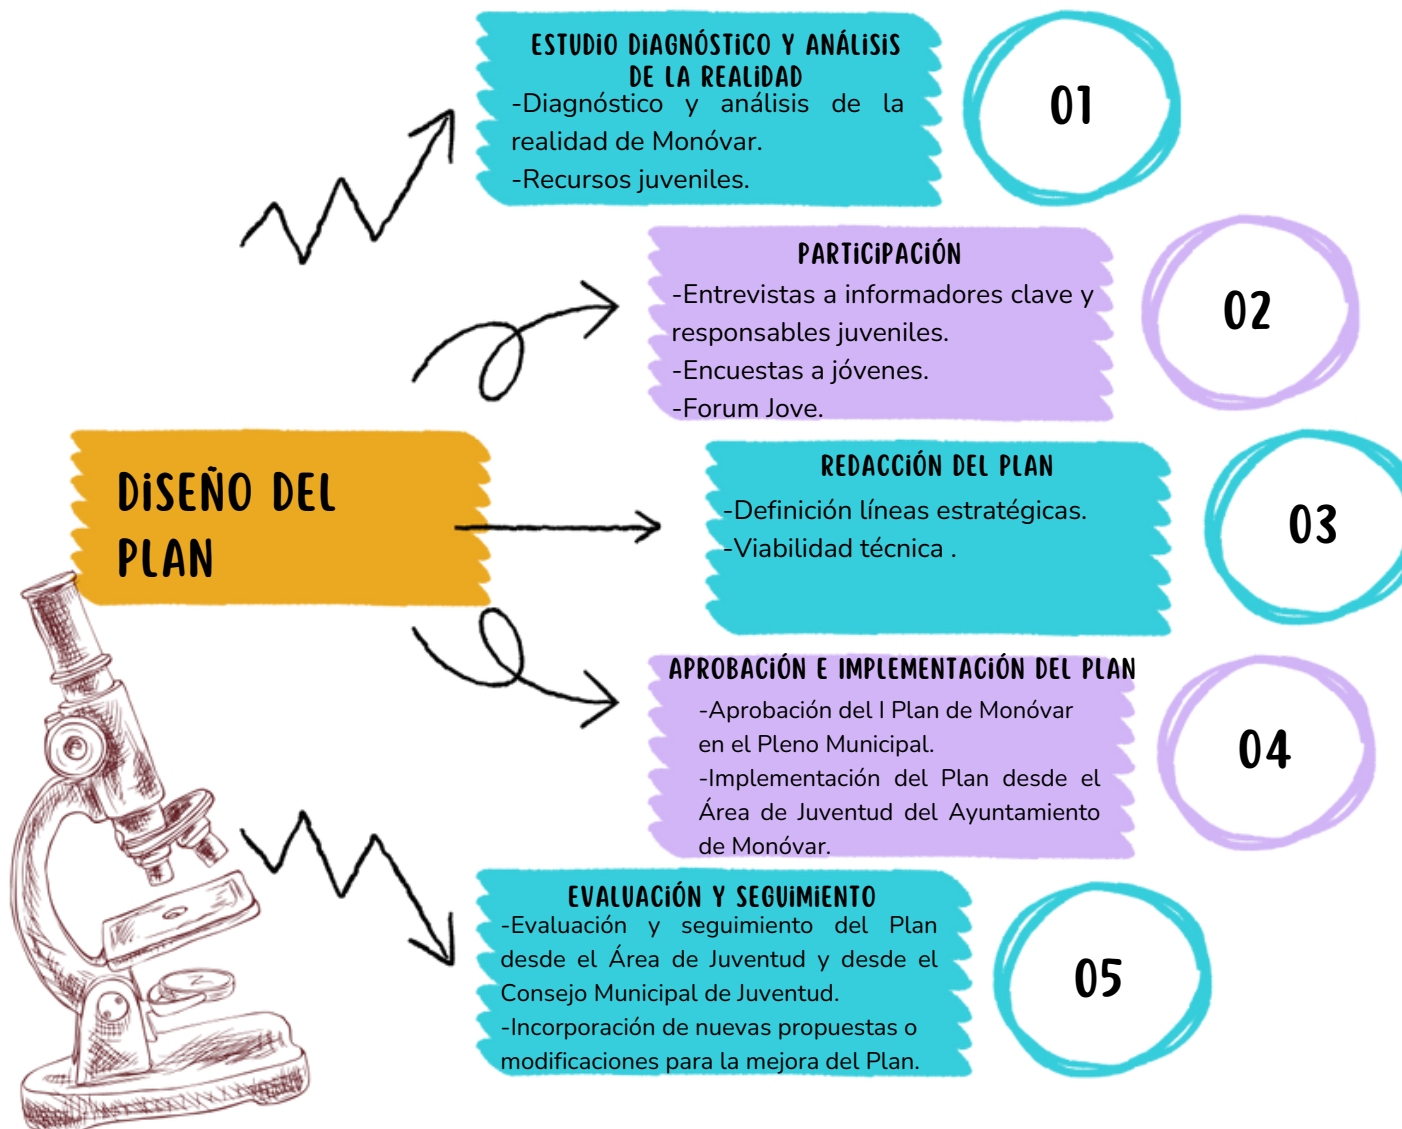 ESTUDIO DIAGNÓSTICO Y ANÁLISIS
DE LA REALIDAD
-Diagnóstico y análisis de la
realidad de Monóvar.
-Recursos juveniles.
01
PARTICIPACIÓN
-Entrevistas a informadores clave y
responsables juveniles.
-Encuestas a jóvenes.
-Forum Jove.
02
DISEÑO DEL
PLAN
REDACCIÓN DEL PLAN
-Definición líneas estratégicas.
-Viabilidad técnica .
03
APROBACIÓN E IMPLEMENTACIÓN DEL PLAN
-Aprobación del I Plan de Monóvar
en el Pleno Municipal.
-Implementación del Plan desde el
Área de Juventud del Ayuntamiento
de Monóvar.
04
EVALUACIÓN Y SEGUIMIENTO
-Evaluación y seguimiento del Plan
desde el Área de Juventud y desde el
Consejo Municipal de Juventud.
-Incorporación de nuevas propuestas o
modificaciones para la mejora del Plan.
05